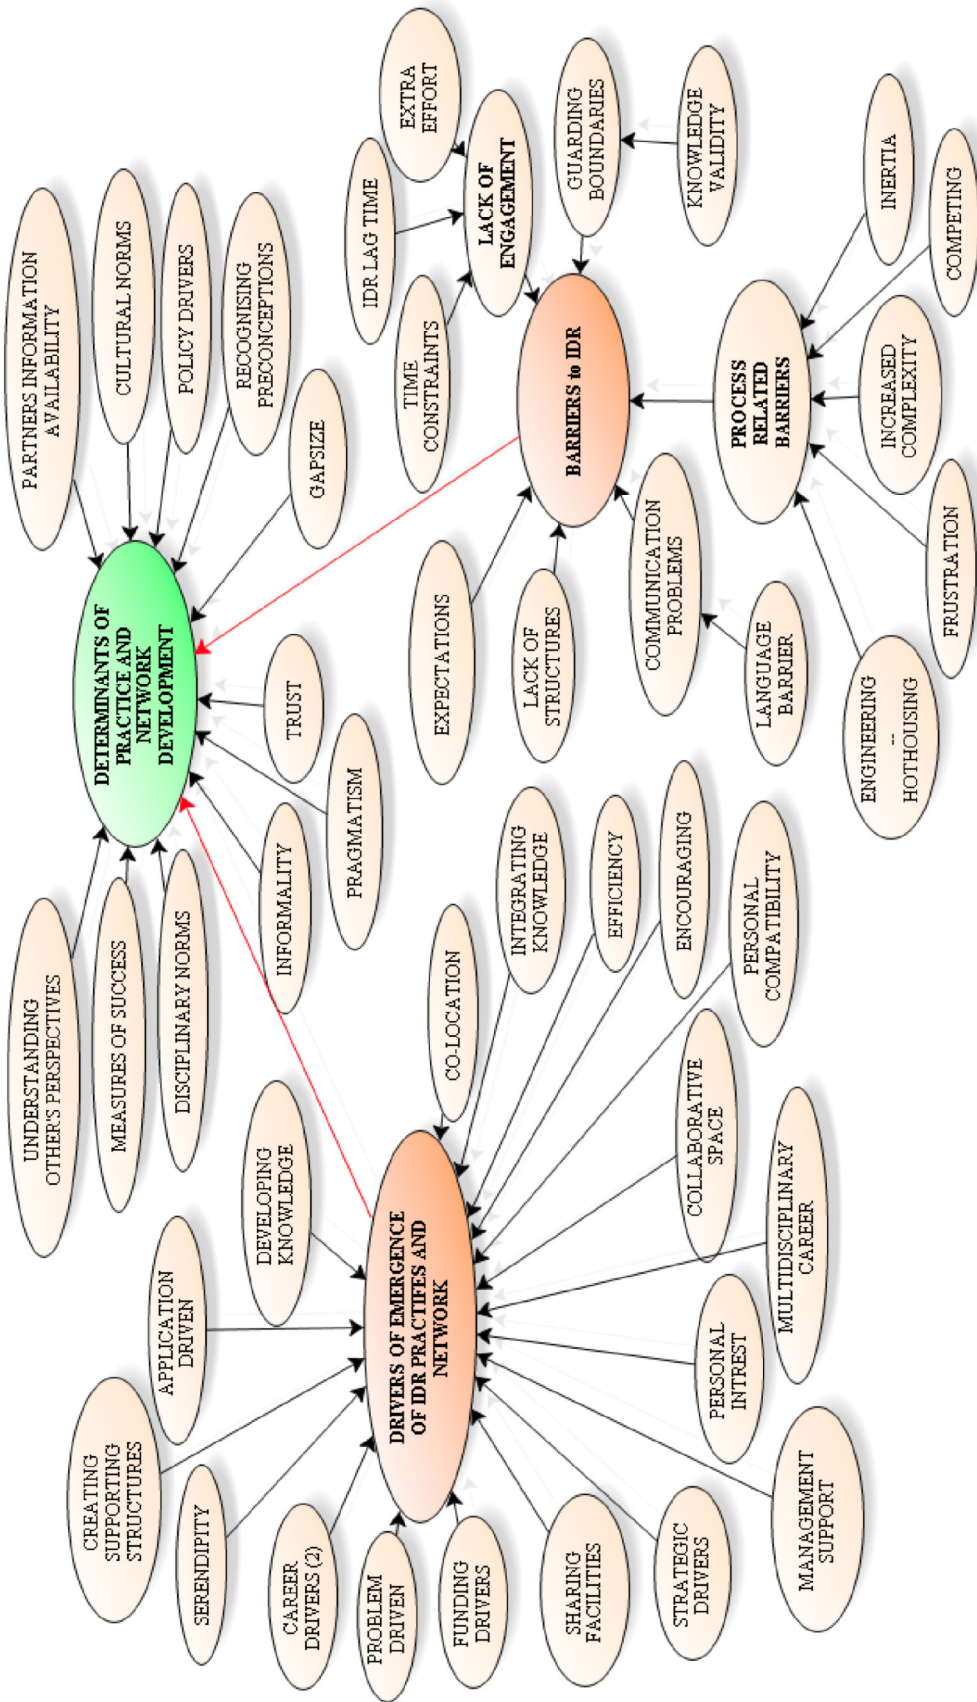 UNDERSTANDING
OTHER'S PERSPECTIVES
MEASURES OF SUCCESS
DISCIPLINARY NORMS
DETERMINANTS OF
PRACTICE AND
NETWORK
DEVELOPMENT
PARTNERS INFORMATION
AVAILABILITY
CULTURAL NORMS
POLICY DRIVERS
RECOGNISING
PRECONCEPTIONS
GAPSIZE
TRUST
PRAGMATISM
INFORMALITY
CREATING
SUPPORTING
STRUCTURES
APPLICATION
DRIVEN
DEVELOPING
KNOWLEDGE
SERENDIPITY
CAREER
DRIVERS (2)
PROBLEM
DRIVEN
FUNDING
DRIVERS
DRIVERS OF EMERGENCE
OF IDR PRACTIFES AND
NETWORK
CO-LOCATION
INTEGRATING
KNOWLEDGE
EFFICIENCY
ENCOURAGING
PERSONAL
COMPATIBILITY
COLLABORATIVE
SPACE
MULTIDISCIPLINARY
CAREER
PERSONAL
INTREST
MANAGEMENT
SUPPORT
STRATEGIC
DRIVERS
SHARING
FACILITIES
EXPECTATIONS
LACK OF
STRUCTURES
COMMUNICATION
PROBLEMS
LANGUAGE
BARRIER
BARRIERS to IDR
TIME
CONSTRAINTS
IDR LAG TIME
EXTRA
EFFORT
LACK OF
ENGAGEMENT
GUARDING
BOUNDARIES
KNOWLEDGE
VALIDITY
PROCESS
RELATED
BARRIERS
ENGINEERING
--
HOTHOUSING
FRUSTRATION
INCREASED
COMPLEXITY
COMPETING
INERTIA